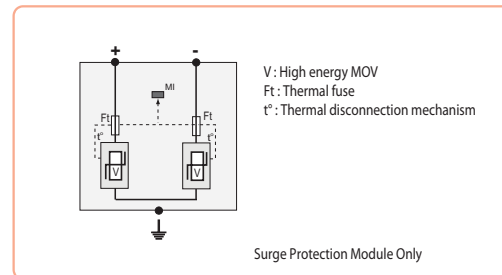 + -
MI
V : High energy MOV
Ft : Thermal fuse
t° : Thermal disconnection mechanism
Ft Ft
t° t°
V V
Surge Protection Module Only